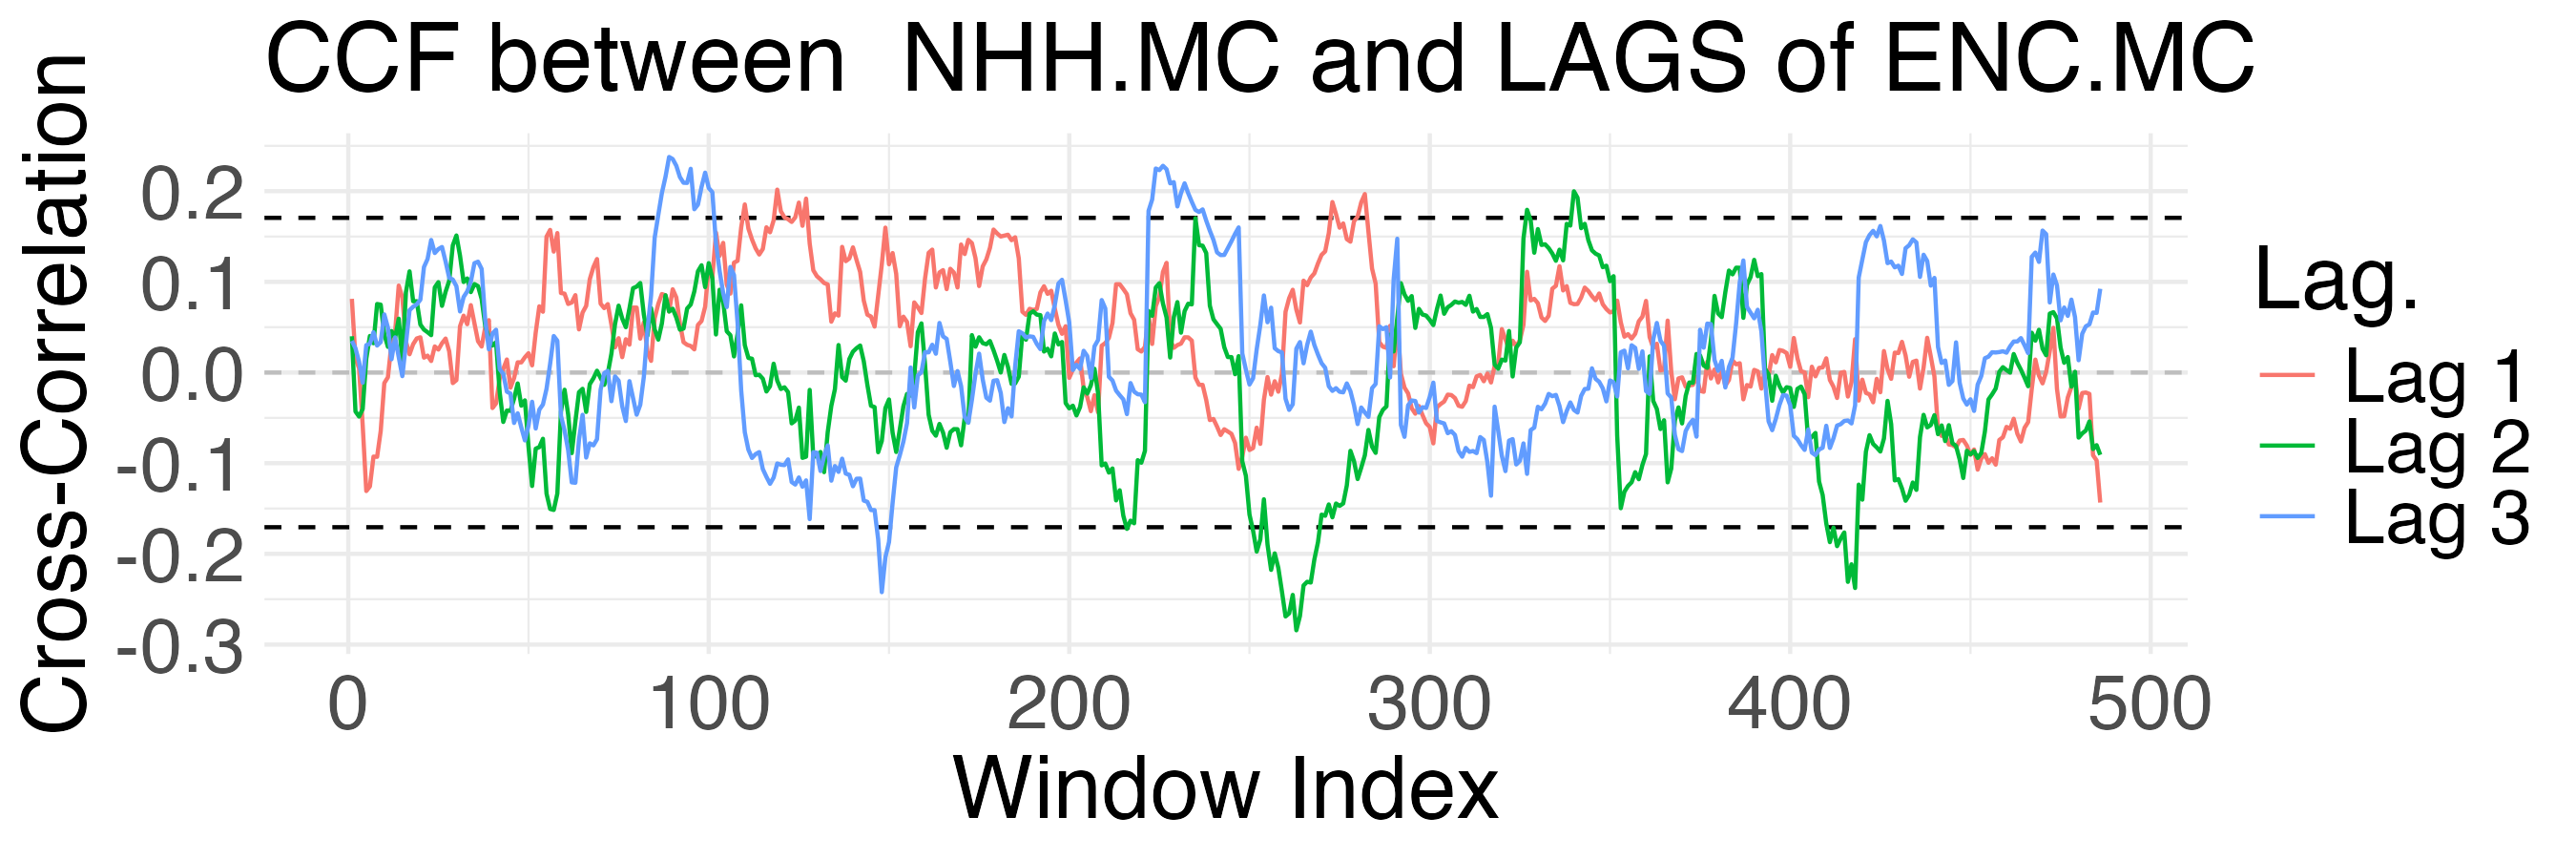 CCF between  NHH.MC and LAGS of ENC.MC
Cross-Correlation
0.2
0.1
0.0
-0.1
-0.2
-0.3
0 100 200 300 400 500
Window Index
Lag.
Lag 1
Lag 2
Lag 3